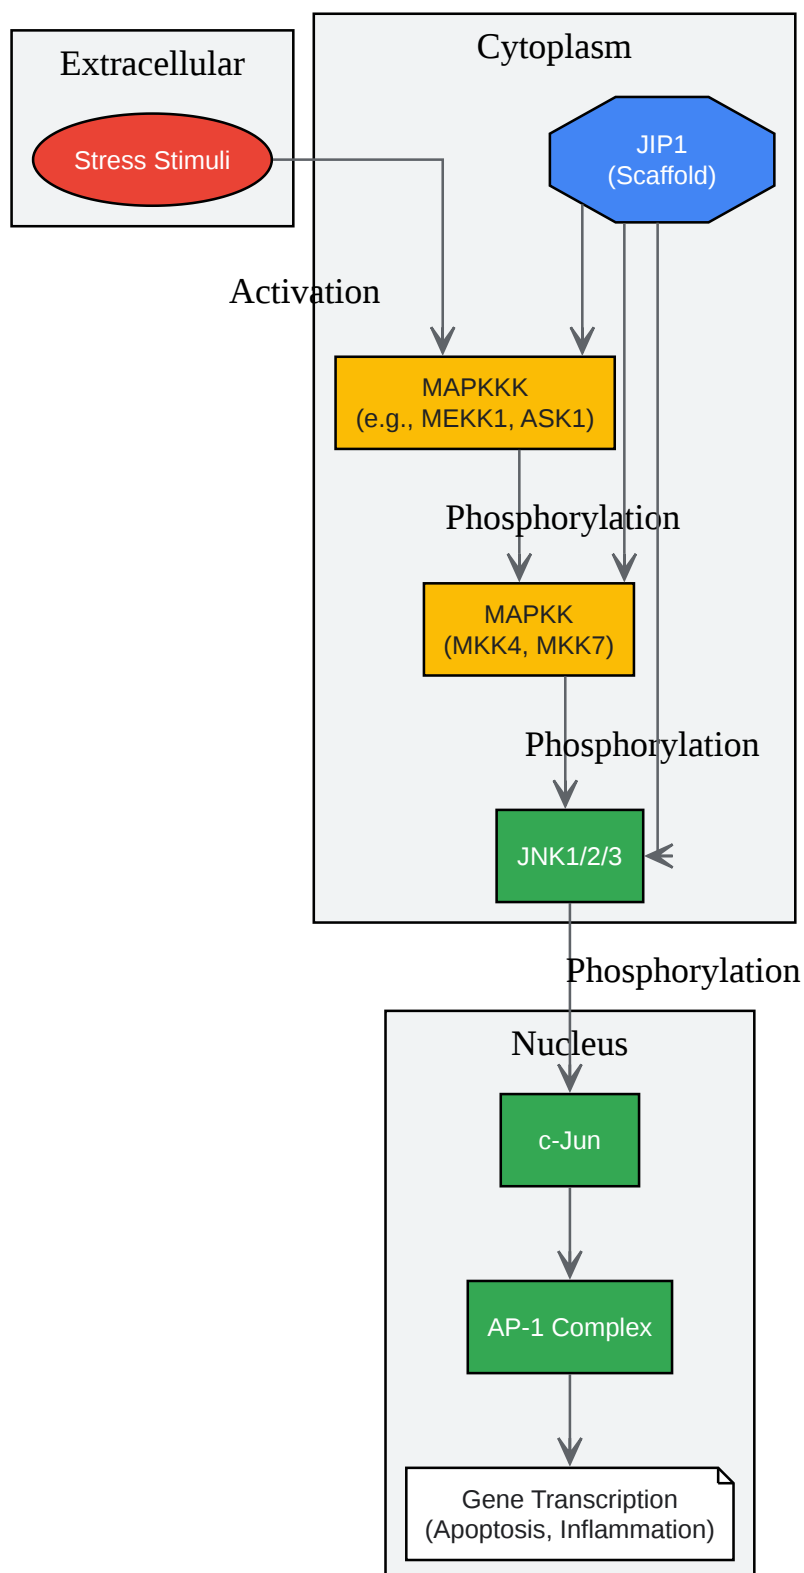 Extracellular
Cytoplasm
Stress Stimuli
JIP1
(Scaffold)
Activation
MAPKKK
(e.g., MEKK1, ASK1)
Phosphorylation
MAPKK
(MKK4, MKK7)
Phosphorylation
JNK1/2/3
Phosphorylation
Nucleus
c-Jun
AP-1 Complex
Gene Transcription
(Apoptosis, Inflammation)